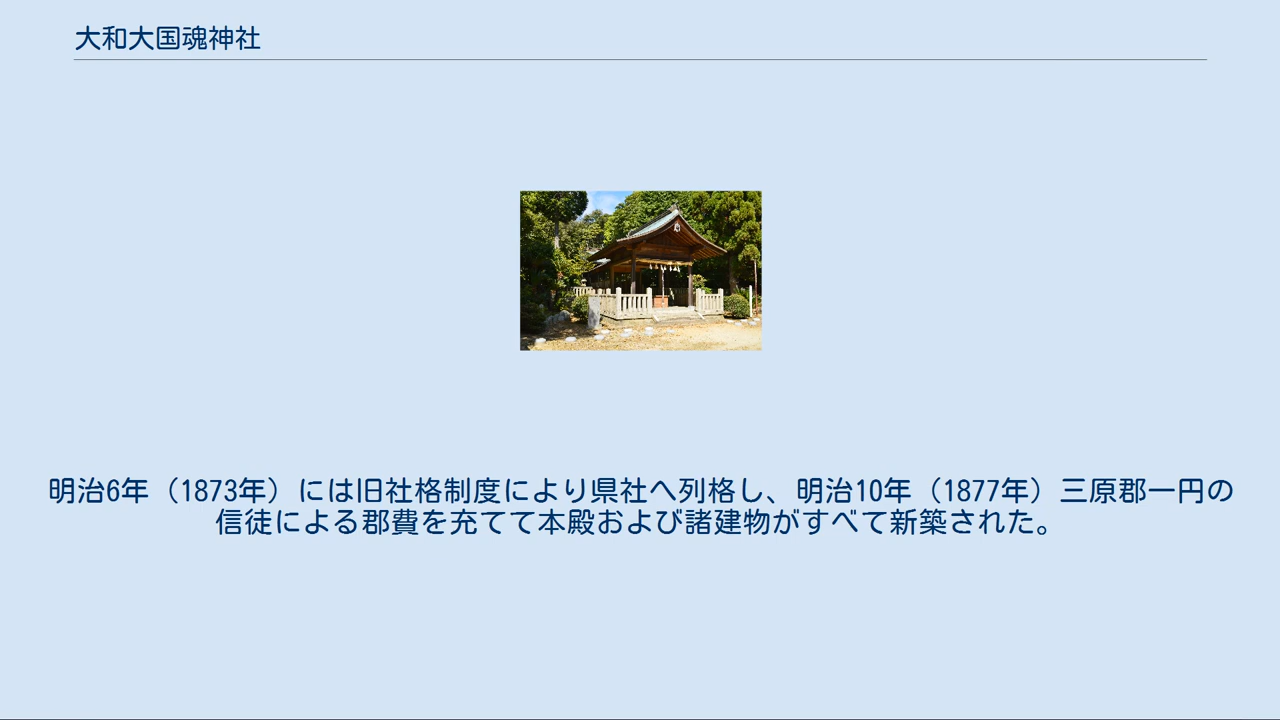 大和大国魂神社
明治6年（1873年）には旧社格制度により県社へ列格し、明治10年（1877年）三原郡一円の
信徒による郡費を充てて本殿および諸建物がすべて新築された。